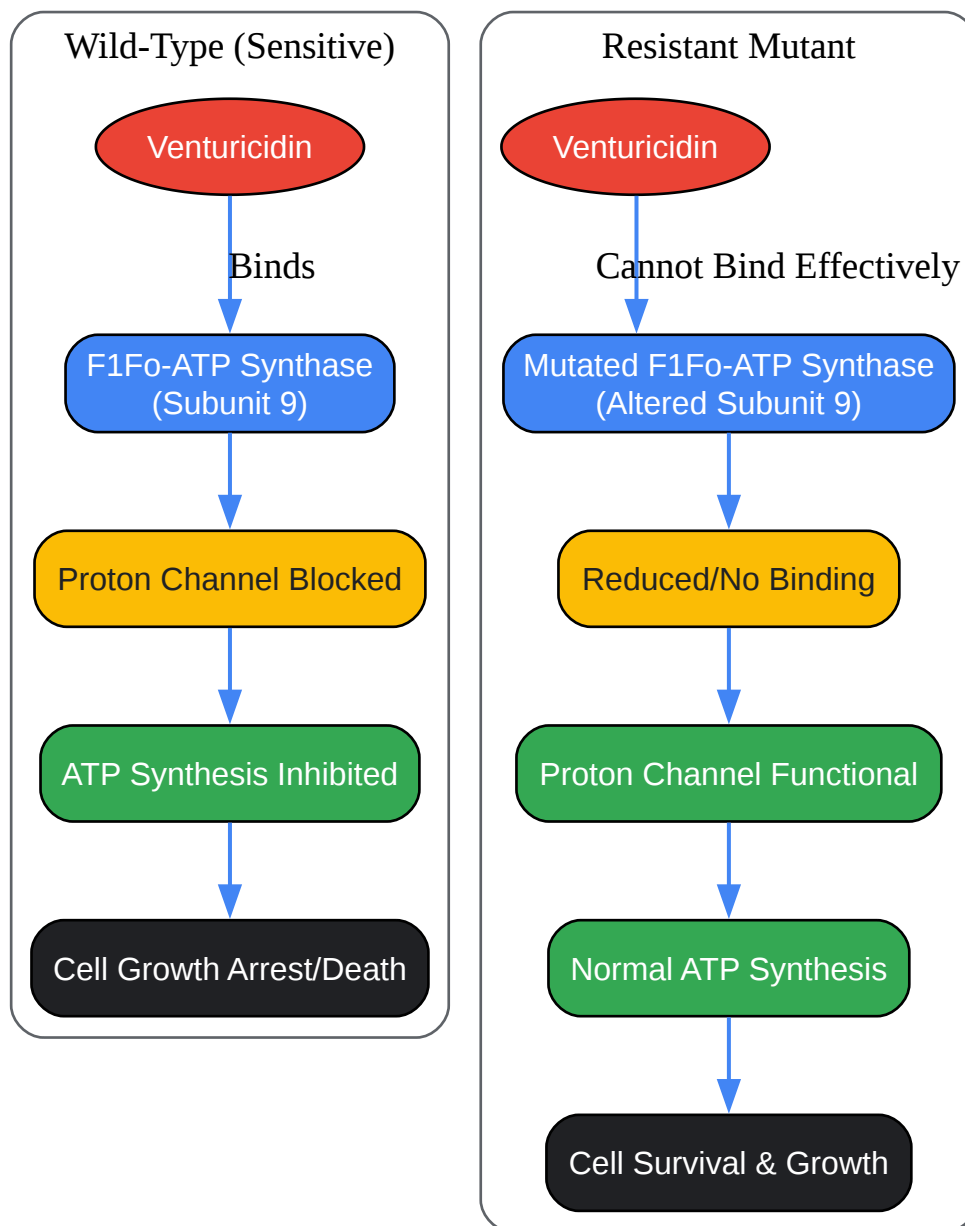 Wild-Type (Sensitive)
Venturicidin
Binds
F1Fo-ATP Synthase
(Subunit 9)
Proton Channel Blocked
ATP Synthesis Inhibited
Cell Growth Arrest/Death
Resistant Mutant
Venturicidin
Cannot Bind Effectively
Mutated F1Fo-ATP Synthase
(Altered Subunit 9)
Reduced/No Binding
Proton Channel Functional
Normal ATP Synthesis
Cell Survival & Growth